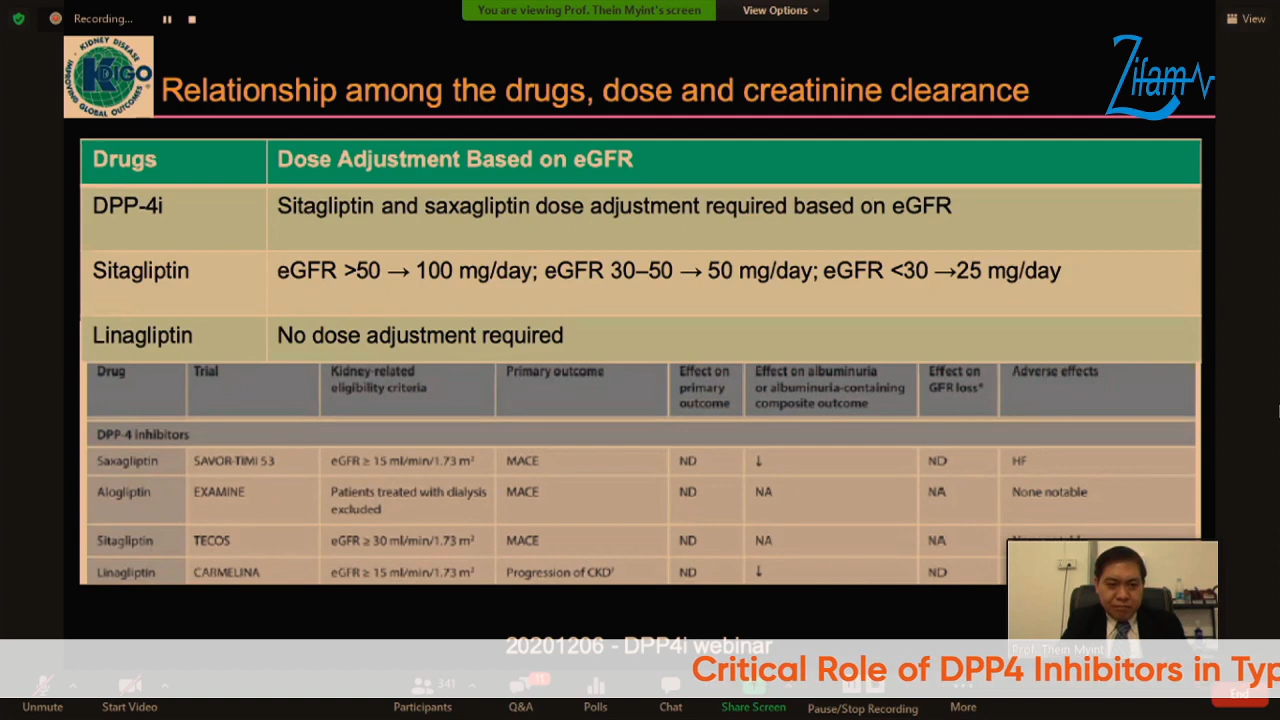 Recording...
You are viewing Prof. Thein Myint's screen
View Options
View
KIDNEY DISEASE
KDIGO
IMPROVING GLOBAL OUTCOMES
Relationship among the drugs, dose and creatinine clearance
Zifam
Drugs Dose Adjustment Based on eGFR
DPP-4i Sitagliptin and saxagliptin dose adjustment required based on eGFR
Sitagliptin eGFR >50 → 100 mg/day; eGFR 30–50 → 50 mg/day; eGFR <30 →25 mg/day
Linagliptin No dose adjustment required
Drug Trial Kidney-related Primary outcome Effect on Effect on albuminuria Effect on Adverse effects
eligibility criteria primary or albuminuria-containing GFR loss*
outcome composite outcome
DPP-4 inhibitors
Saxagliptin SAVOR-TIMI 53 eGFR ≥ 15 ml/min/1.73 m² MACE ND ↓ ND HF
Alogliptin EXAMINE Patients treated with dialysis MACE ND NA NA None notable
excluded
Sitagliptin TECOS eGFR ≥ 30 ml/min/1.73 m² MACE ND NA NA
Linagliptin CARMELINA eGFR ≥ 15 ml/min/1.73 m² Progression of CKD† ND ↓ ND
20201206 - DPP4i webinar
Prof. Thein Myint
Critical Role of DPP4 Inhibitors in Typ
341
11
End
Unmute Start Video Participants Q&A Polls Chat Share Screen Pause/Stop Recording More